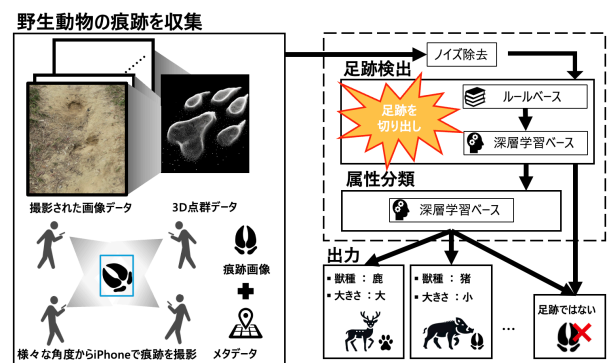 野生動物の痕跡を収集
撮影された画像データ
3D点群データ
痕跡画像
メタデータ
様々な角度からiPhoneで痕跡を撮影
ノイズ除去
足跡検出
足跡を
切り出し
ルールベース
深層学習ベース
属性分類
深層学習ベース
出力
▪ 獣種 : 鹿
▪ 大きさ : 大
▪ 獣種 : 猪
▪ 大きさ : 小
…
足跡ではない